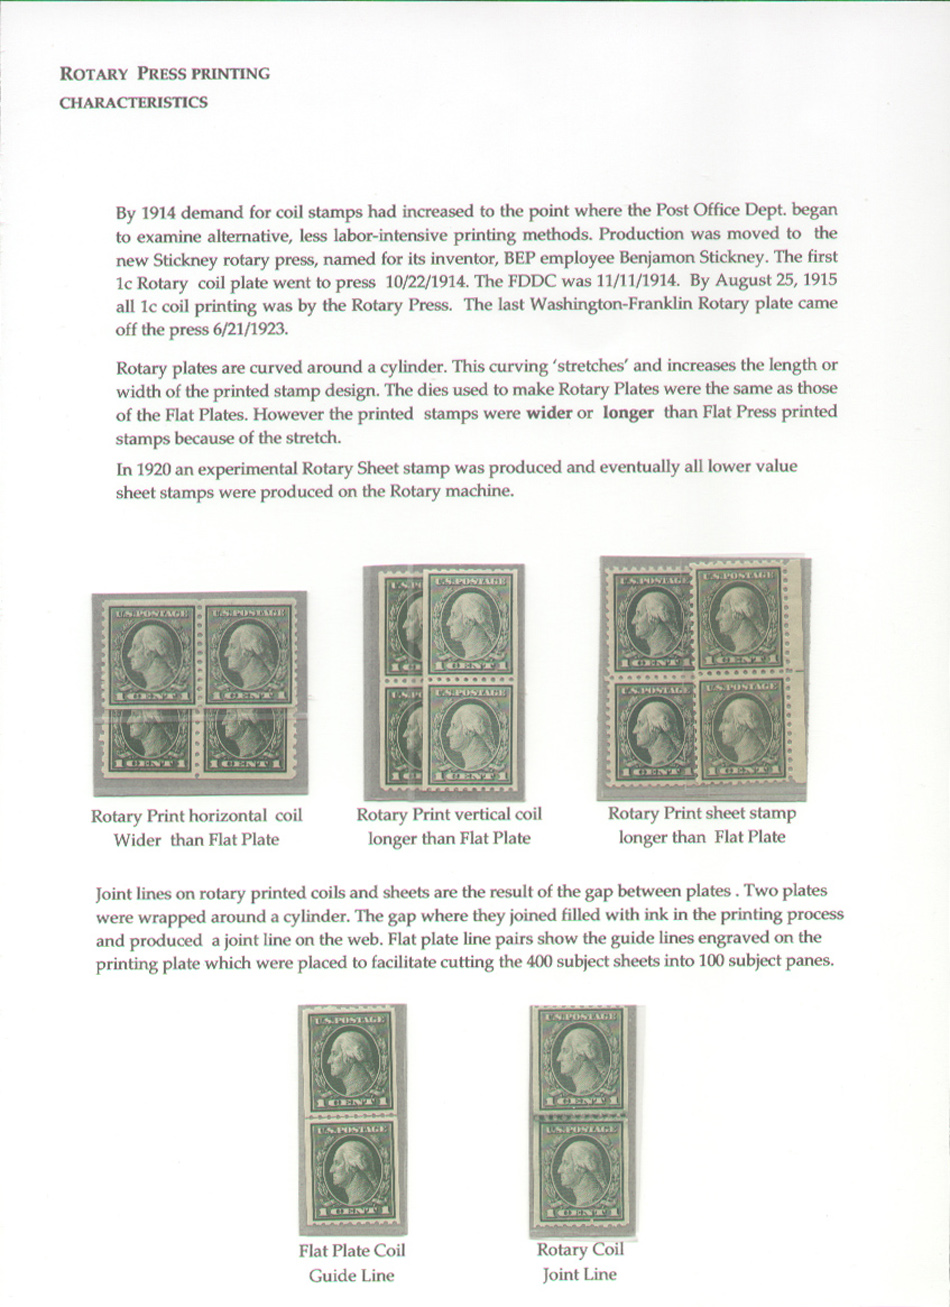 ROTARY PRESS PRINTING
CHARACTERISTICS
By 1914 demand for coil stamps had increased to the point where the Post Office Dept. began
to examine alternative, less labor-intensive printing methods. Production was moved to the
new Stickney rotary press, named for its inventor, BEP employee Benjamon Stickney. The first
1c Rotary coil plate went to press 10/22/1914. The FDDC was 11/11/1914. By August 25, 1915
all 1c coil printing was by the Rotary Press. The last Washington-Franklin Rotary plate came
off the press 6/21/1923.
Rotary plates are curved around a cylinder. This curving ‘stretches’ and increases the length or
width of the printed stamp design. The dies used to make Rotary Plates were the same as those
of the Flat Plates. However the printed stamps were wider or longer than Flat Press printed
stamps because of the stretch.
In 1920 an experimental Rotary Sheet stamp was produced and eventually all lower value
sheet stamps were produced on the Rotary machine.
U.S. POSTAGE U.S. POSTAGE
1 CENT 1 1 CENT 1
1 CENT 1 1 CENT 1
Rotary Print horizontal coil
Wider than Flat Plate
U.S. U.S. POSTAGE
1 C 1 CENT 1
U.S. U.S. POSTAGE
1 C 1 CENT 1
Rotary Print vertical coil
longer than Flat Plate
U.S. POSTAGE U.S. POSTAGE
1 CENT 1 1 CENT 1
U.S. POSTAGE U.S. POSTAGE
1 CENT 1 1 CENT 1
Rotary Print sheet stamp
longer than Flat Plate
Joint lines on rotary printed coils and sheets are the result of the gap between plates . Two plates
were wrapped around a cylinder. The gap where they joined filled with ink in the printing process
and produced a joint line on the web. Flat plate line pairs show the guide lines engraved on the
printing plate which were placed to facilitate cutting the 400 subject sheets into 100 subject panes.
U.S. POSTAGE
1 CENT 1
U.S. POSTAGE
1 CENT 1
Flat Plate Coil
Guide Line
U.S. POSTAGE
1 CENT 1
U.S. POSTAGE
1 CENT 1
Rotary Coil
Joint Line